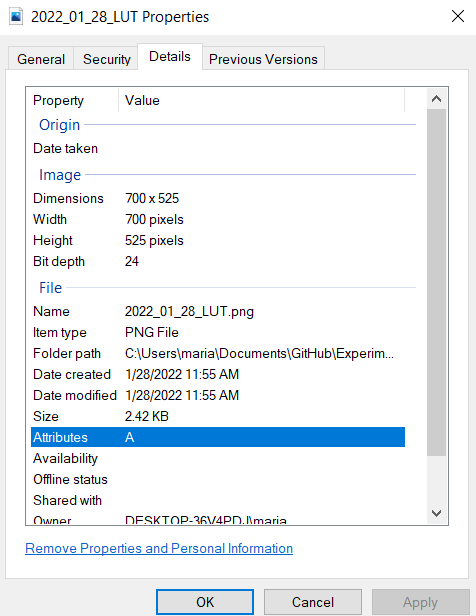 2022_01_28_LUT Properties
General Security Details Previous Versions
Property Value
Origin
Date taken
Image
Dimensions 700 x 525
Width 700 pixels
Height 525 pixels
Bit depth 24
File
Name 2022_01_28_LUT.png
Item type PNG File
Folder path C:\Users\maria\Documents\GitHub\Experim...
Date created 1/28/2022 11:55 AM
Date modified 1/28/2022 11:55 AM
Size 2.42 KB
Attributes A
Availability
Offline status
Shared with
Owner DESKTOP-36V4PDJ\maria
Remove Properties and Personal Information
OK Cancel Apply